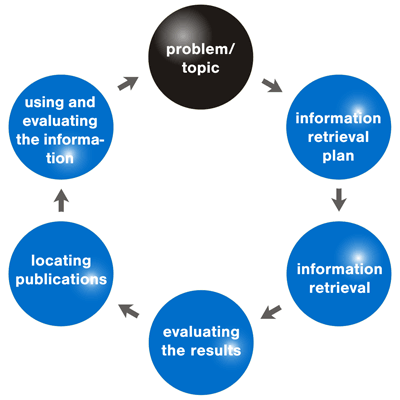 problem/
topic
information
retrieval
plan
information
retrieval
evaluating
the results
locating
publications
using and
evaluating
the informa-
tion